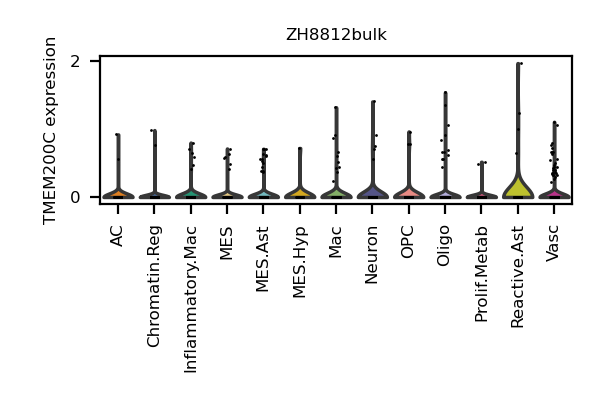 ZH8812bulk
TMEM200C expression
2
0
AC
Chromatin.Reg
Inflammatory.Mac
MES
MES.Ast
MES.Hyp
Mac
Neuron
OPC
Oligo
Prolif.Metab
Reactive.Ast
Vasc